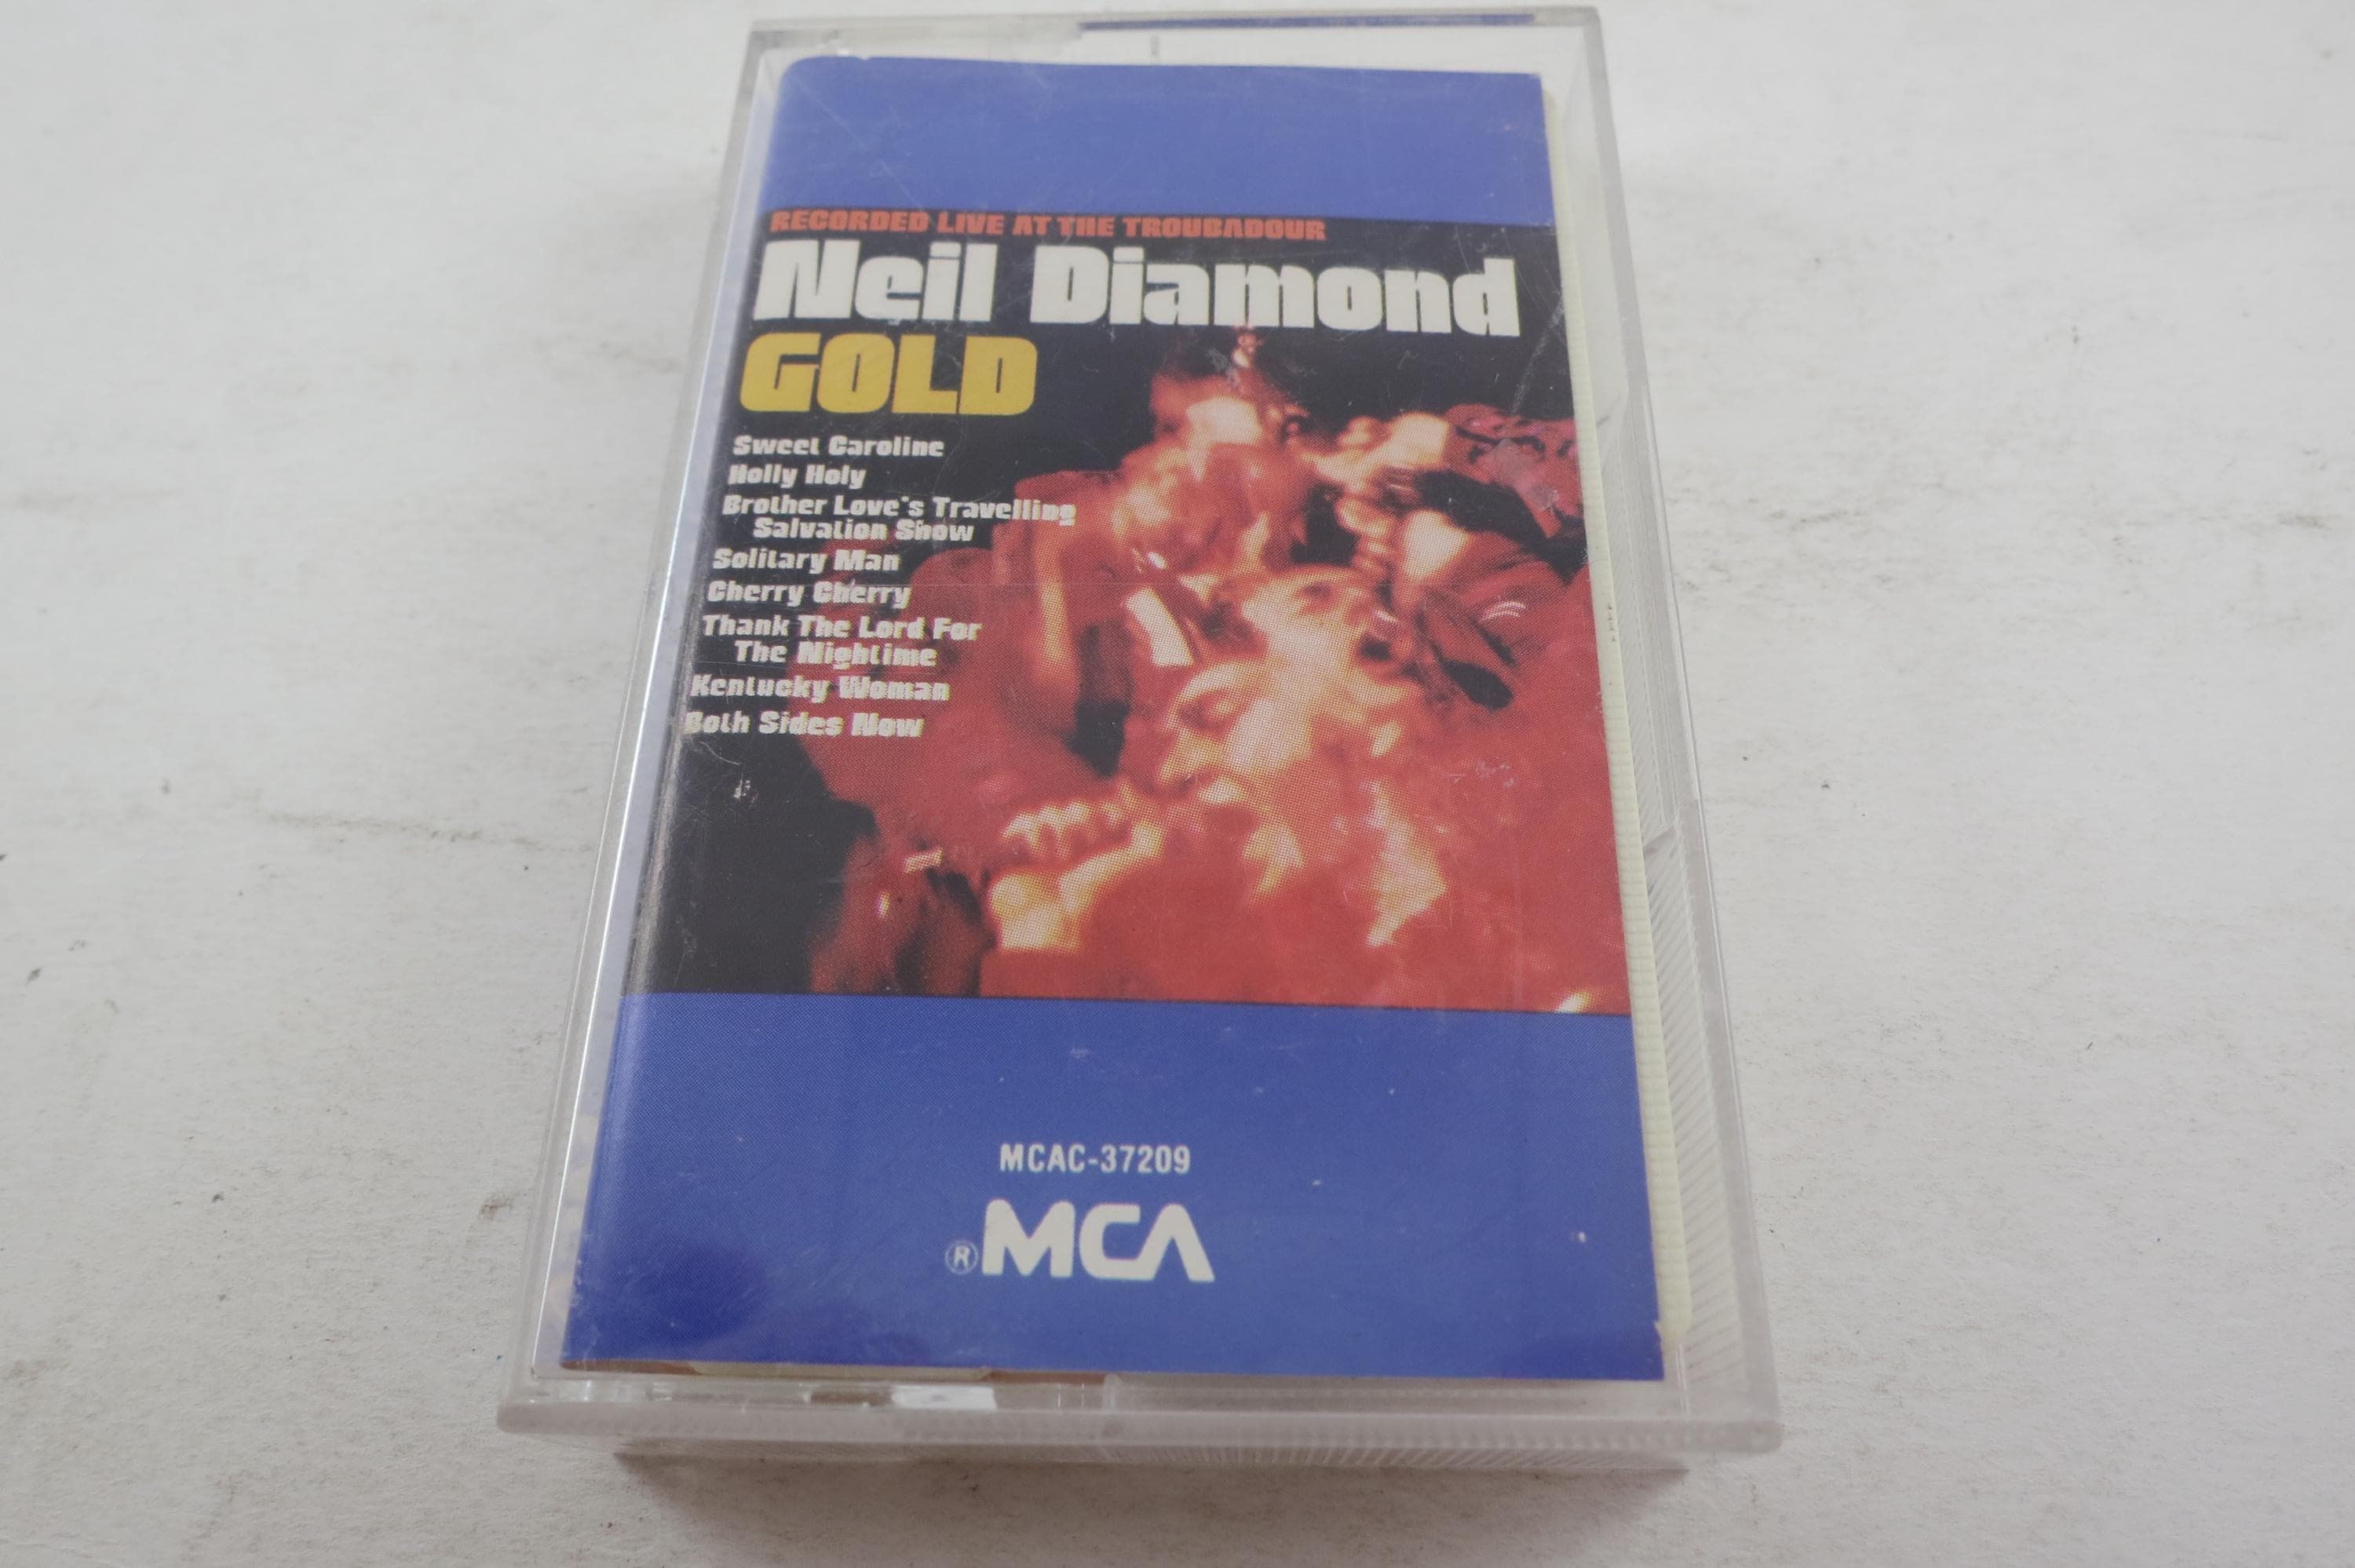 RECORDED LIVE AT THE TROUBADOUR
Neil Diamond
GOLD
Sweet Caroline
Holly Holy
Brother Love's Travelling
Salvation Show
Solitary Man
Cherry Cherry
Thank The Lord For
The Nightime
Kentucky Woman
Both Sides Now
MCAC-37209
®MCA